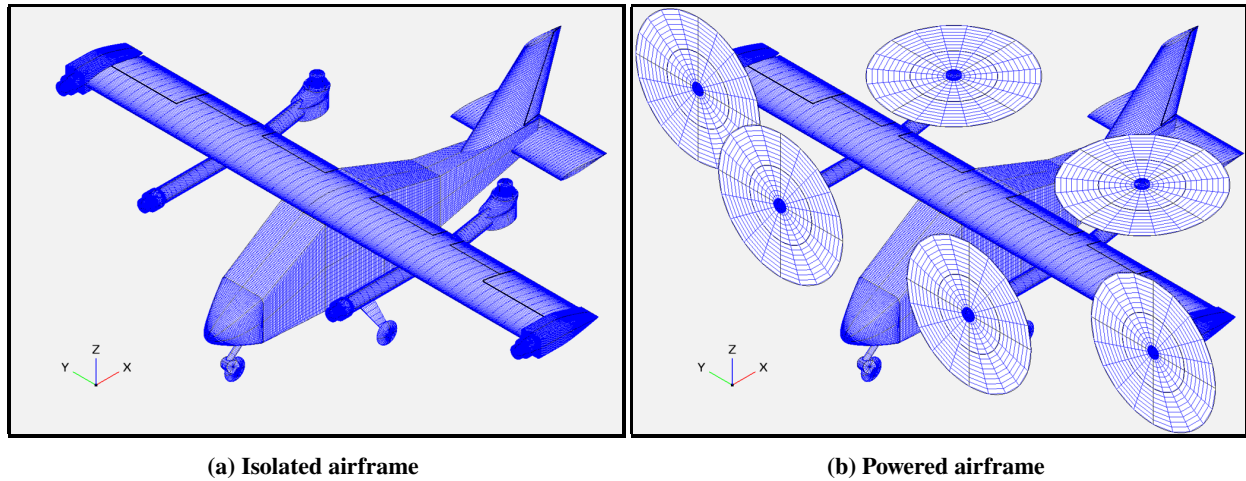 Z
Y X
Z
Y X
(a) Isolated airframe
(b) Powered airframe